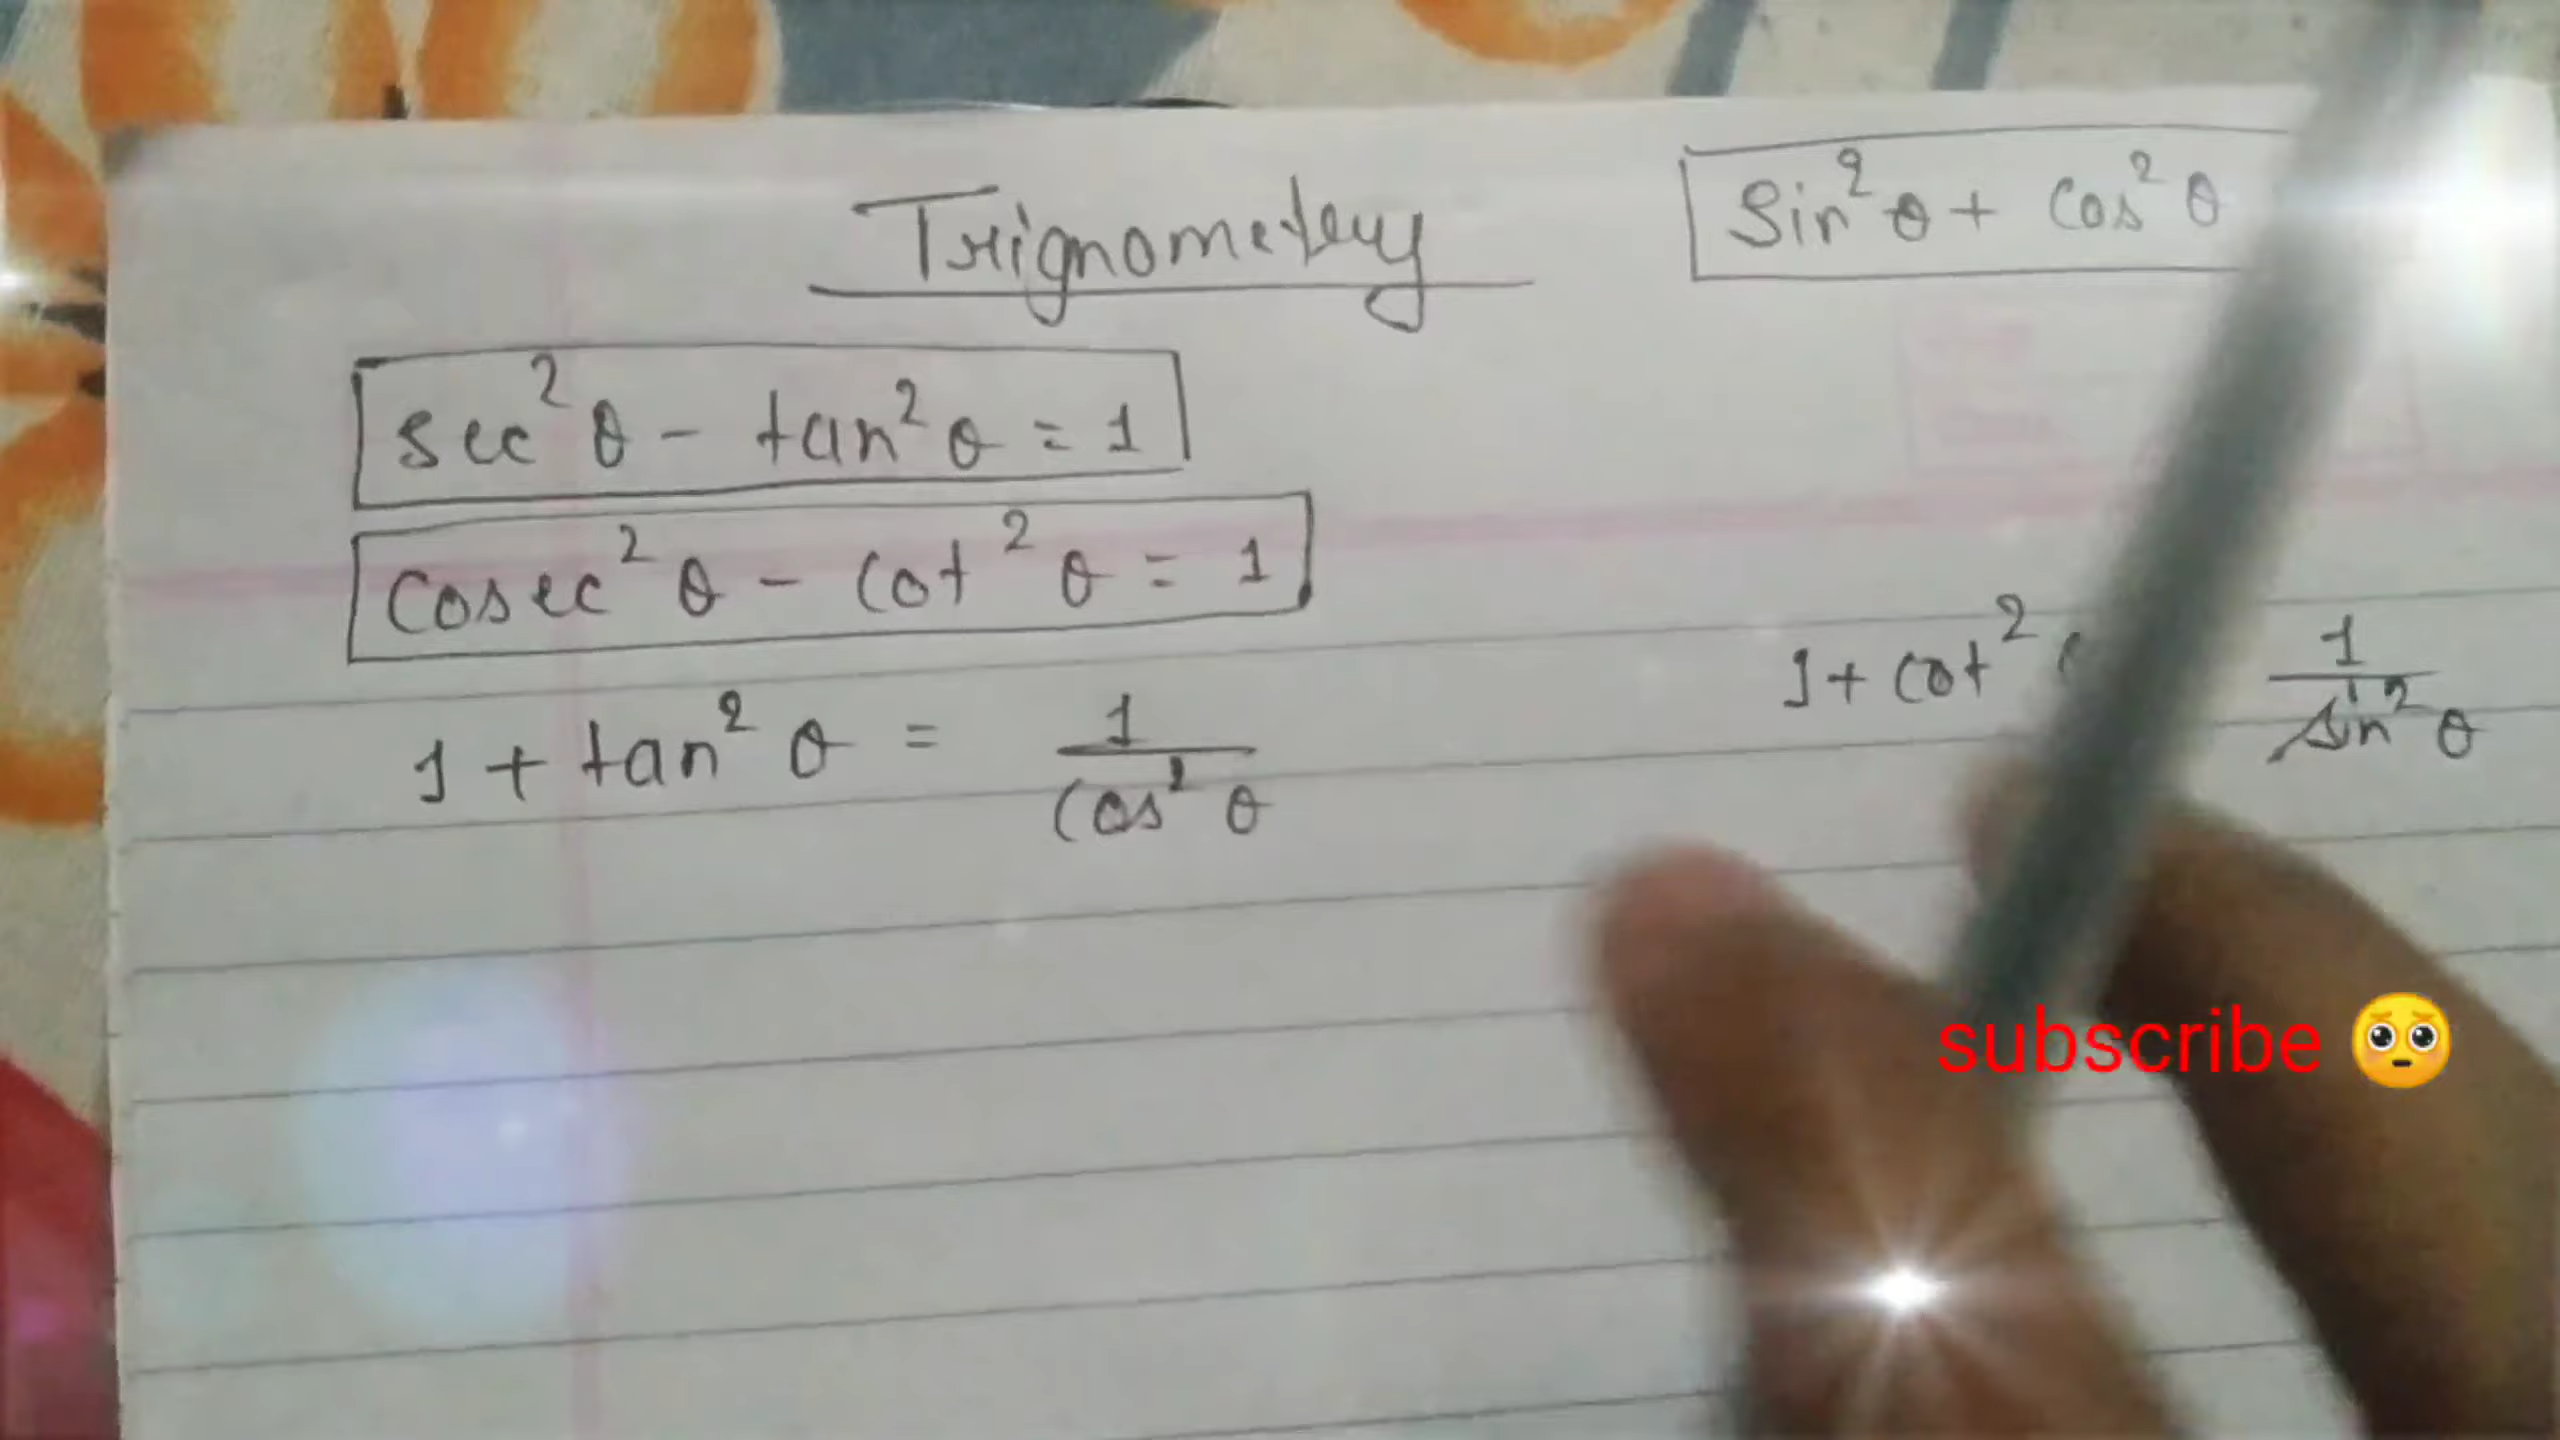 Trignometery
Sin²θ + Cos²θ
sec²θ - tan²θ = 1
Cosec²θ - Cot²θ = 1
1 + tan²θ = 1/Cos²θ
1 + Cot² 1/sin²θ
subscribe 🥺